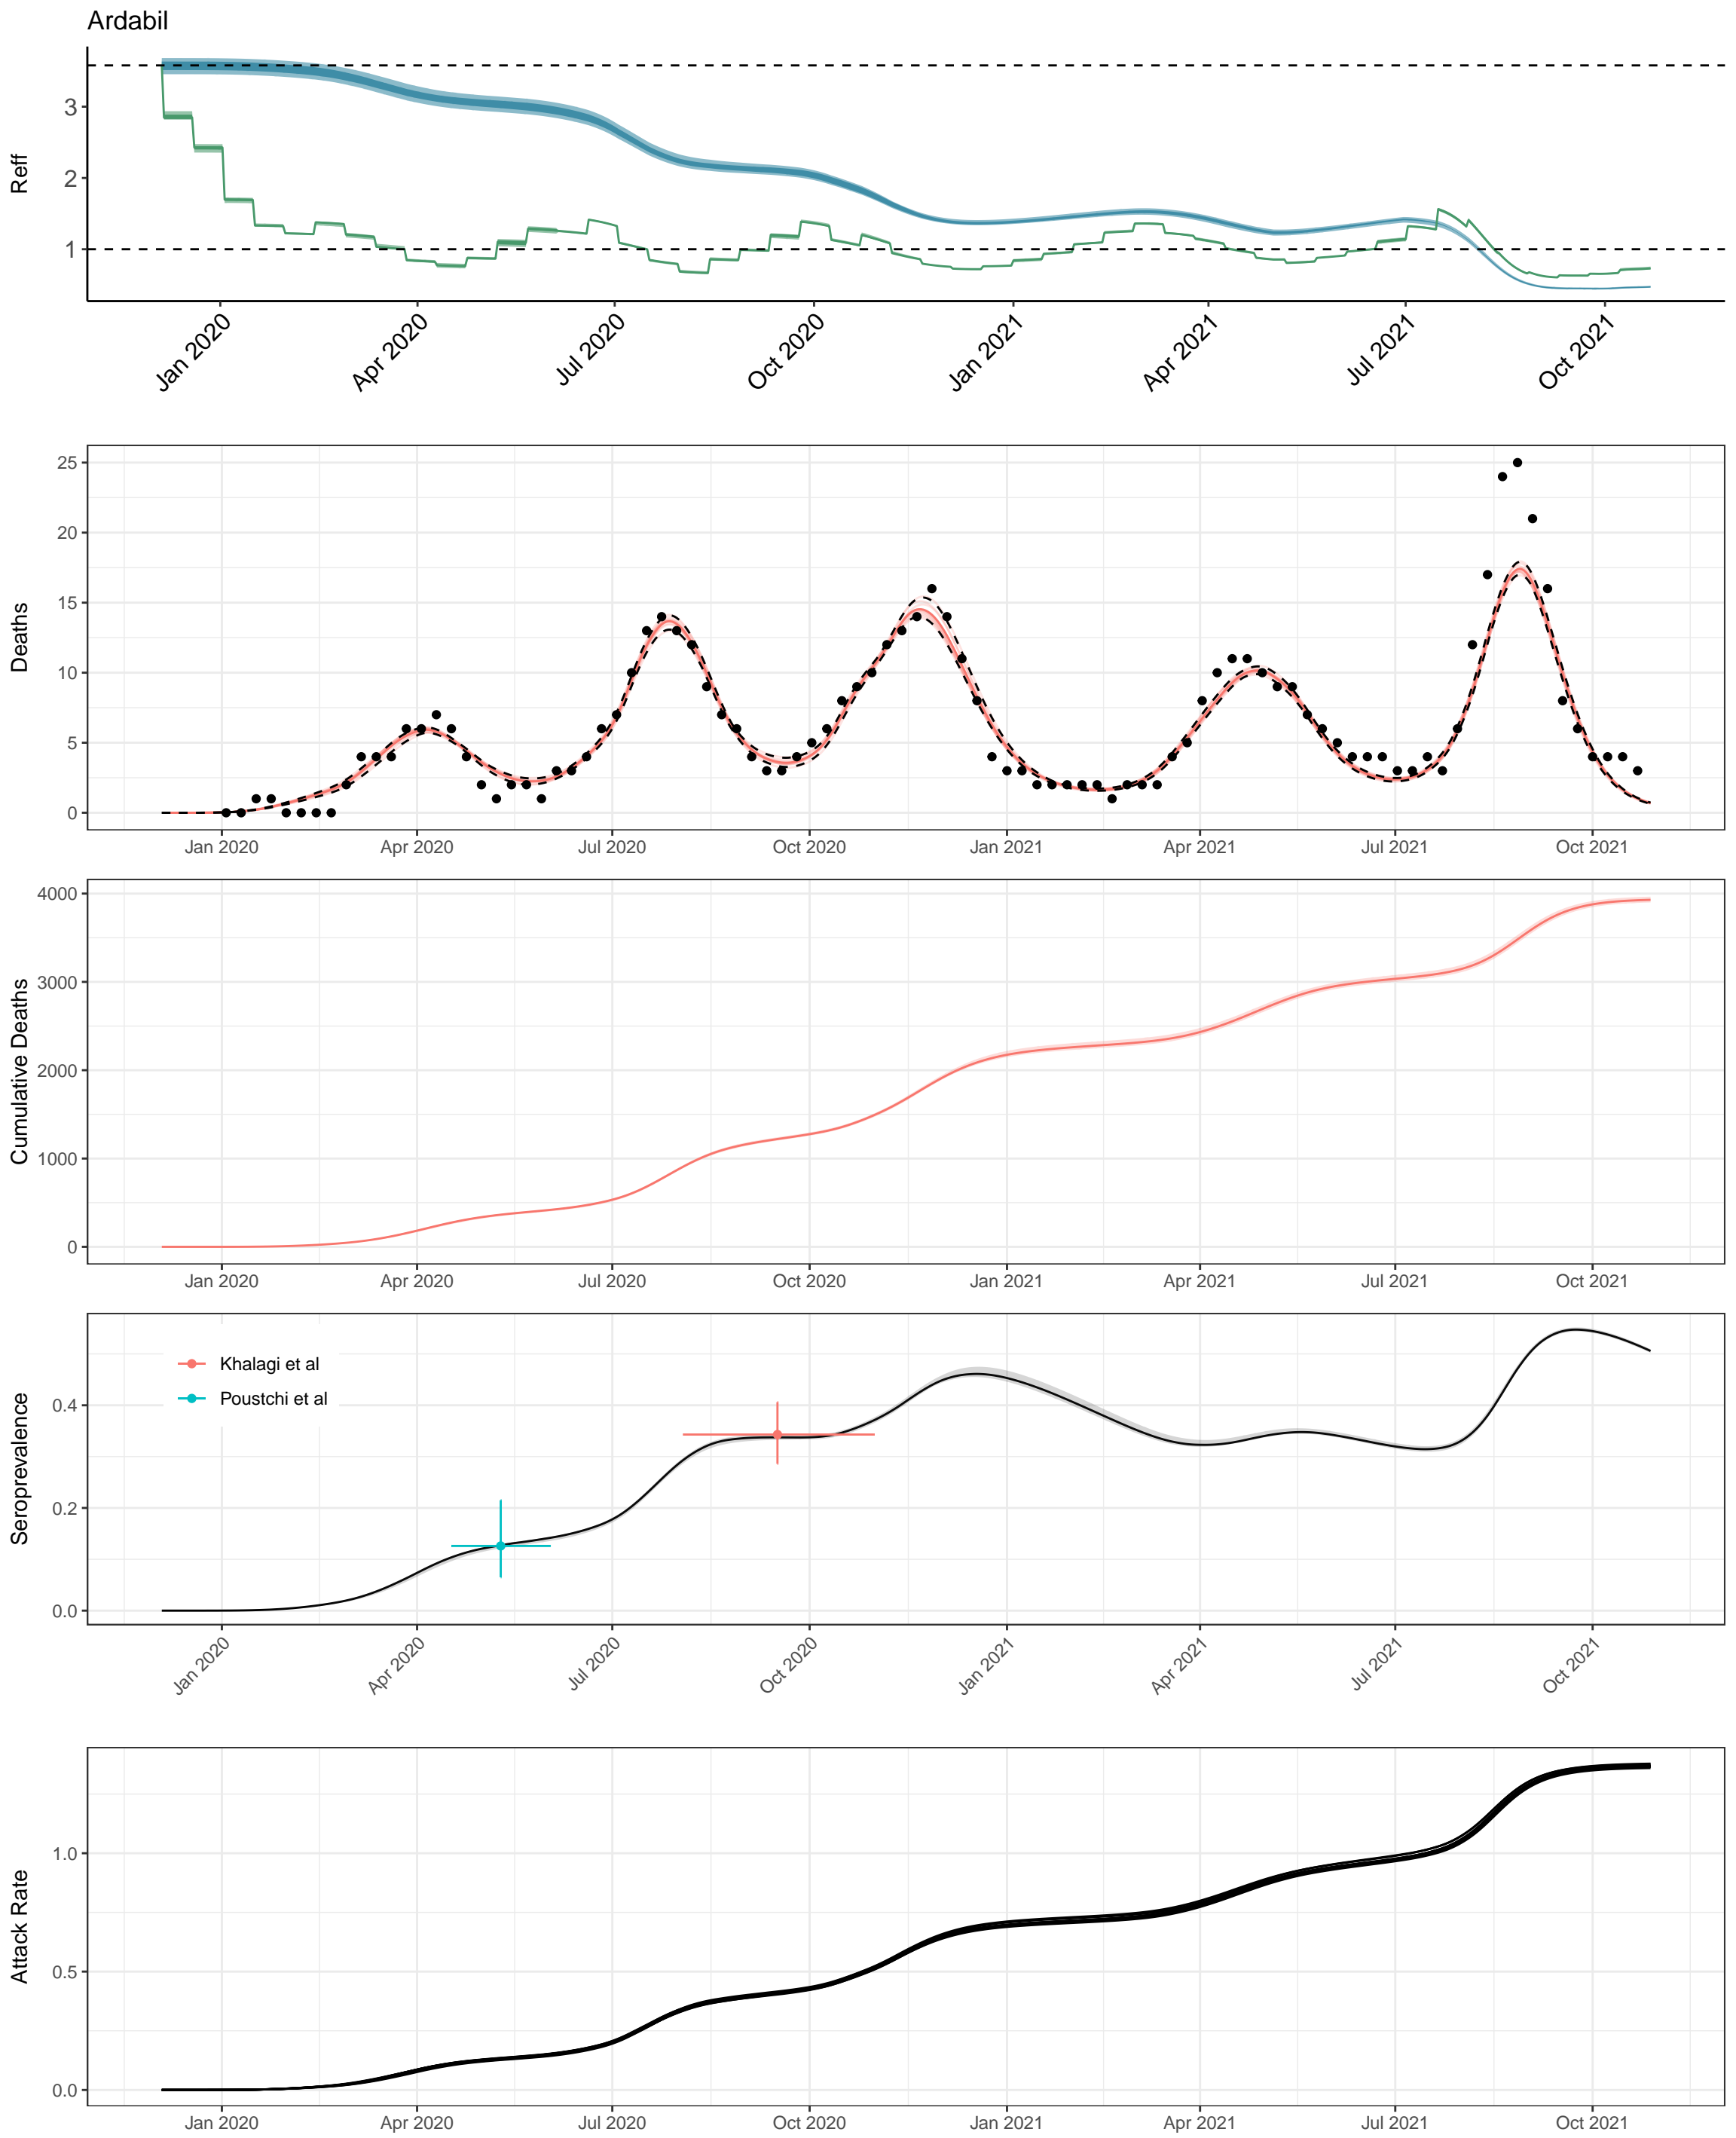 Ardabil
Reff
3
2
1
Jan 2020
Apr 2020
Jul 2020
Oct 2020
Jan 2021
Apr 2021
Jul 2021
Oct 2021
Deaths
25
20
15
10
5
0
Jan 2020
Apr 2020
Jul 2020
Oct 2020
Jan 2021
Apr 2021
Jul 2021
Oct 2021
Cumulative Deaths
4000
3000
2000
1000
0
Jan 2020
Apr 2020
Jul 2020
Oct 2020
Jan 2021
Apr 2021
Jul 2021
Oct 2021
Seroprevalence
Khalagi et al
Poustchi et al
0.4
0.2
0.0
Jan 2020
Apr 2020
Jul 2020
Oct 2020
Jan 2021
Apr 2021
Jul 2021
Oct 2021
Attack Rate
1.0
0.5
0.0
Jan 2020
Apr 2020
Jul 2020
Oct 2020
Jan 2021
Apr 2021
Jul 2021
Oct 2021